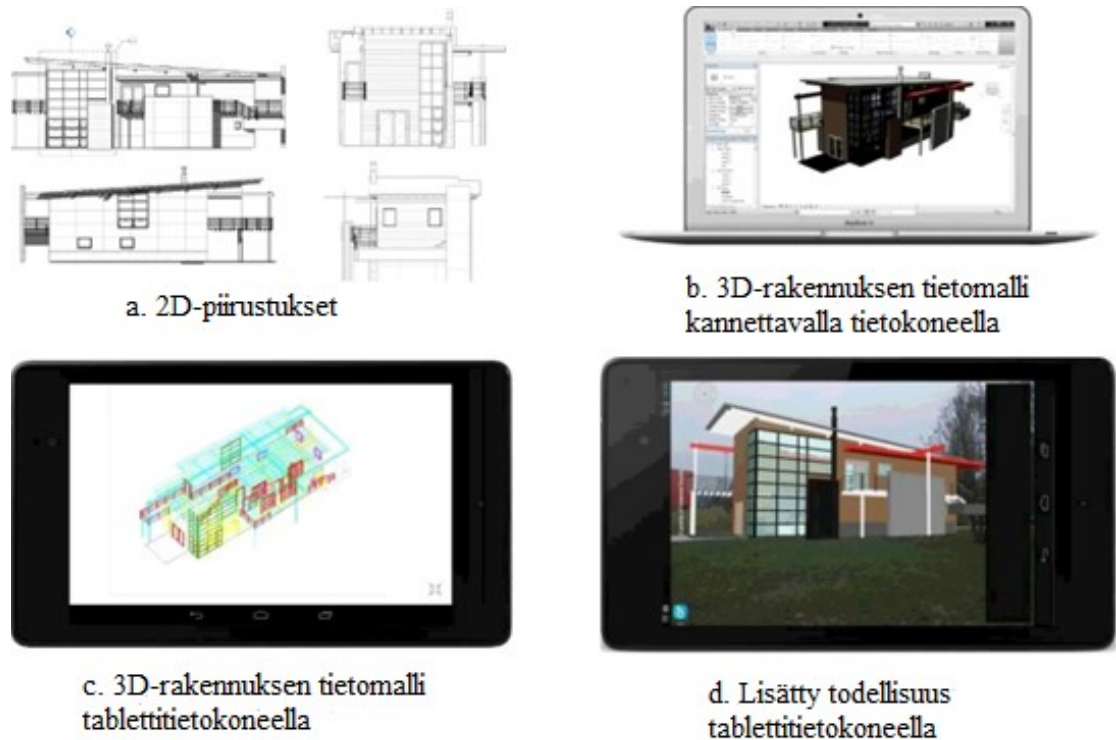 a. 2D-piirustukset
b. 3D-rakennuksen tietomalli
kannettavalla tietokoneella
c. 3D-rakennuksen tietomalli
tablettitietokoneella
d. Lisätty todellisuus
tablettitietokoneella